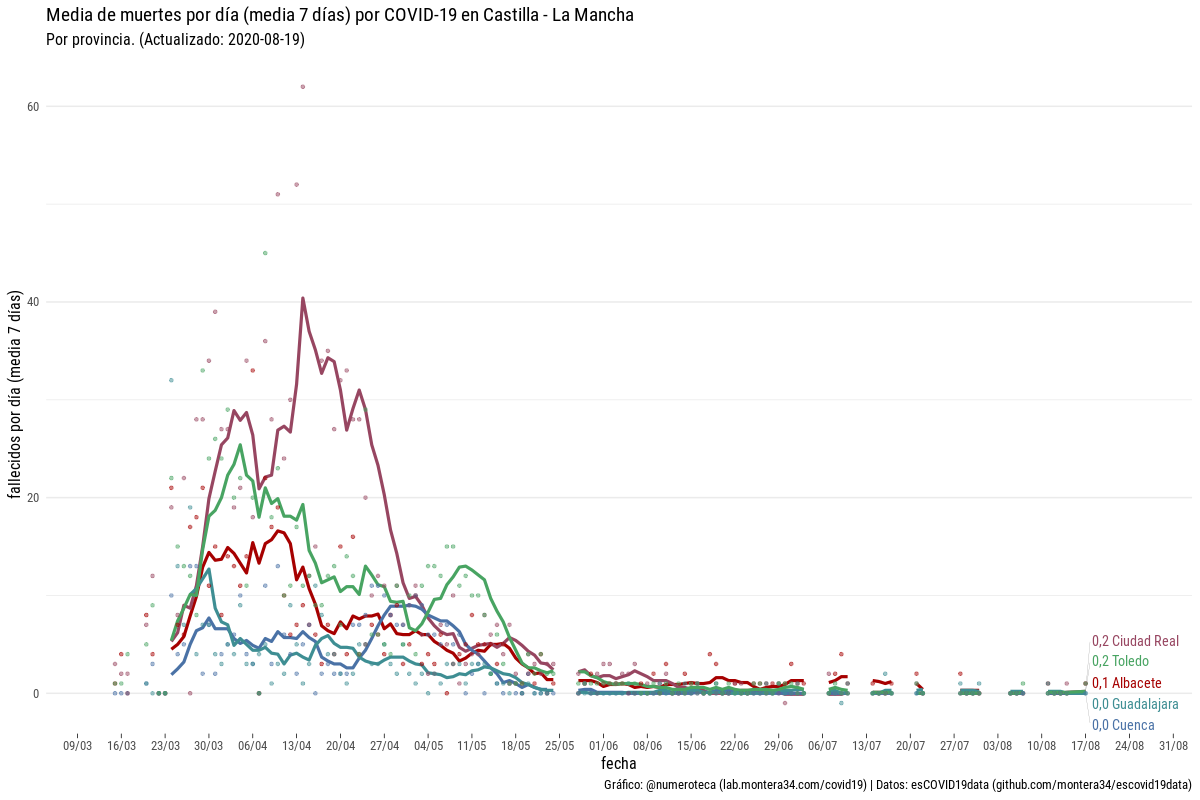 Media de muertes por día (media 7 días) por COVID-19 en Castilla - La Mancha
Por provincia. (Actualizado: 2020-08-19)
fallecidos por día (media 7 días)
60
40
20
0
0,2 Ciudad Real
0,2 Toledo
0,1 Albacete
0,0 Guadalajara
0,0 Cuenca
09/03 16/03 23/03 30/03 06/04 13/04 20/04 27/04 04/05 11/05 18/05 25/05 01/06 08/06 15/06 22/06 29/06 06/07 13/07 20/07 27/07 03/08 10/08 17/08 24/08 31/08
fecha
Gráfico: @numeroteca (lab.montera34.com/covid19) | Datos: esCOVID19data (github.com/montera34/escovid19data)